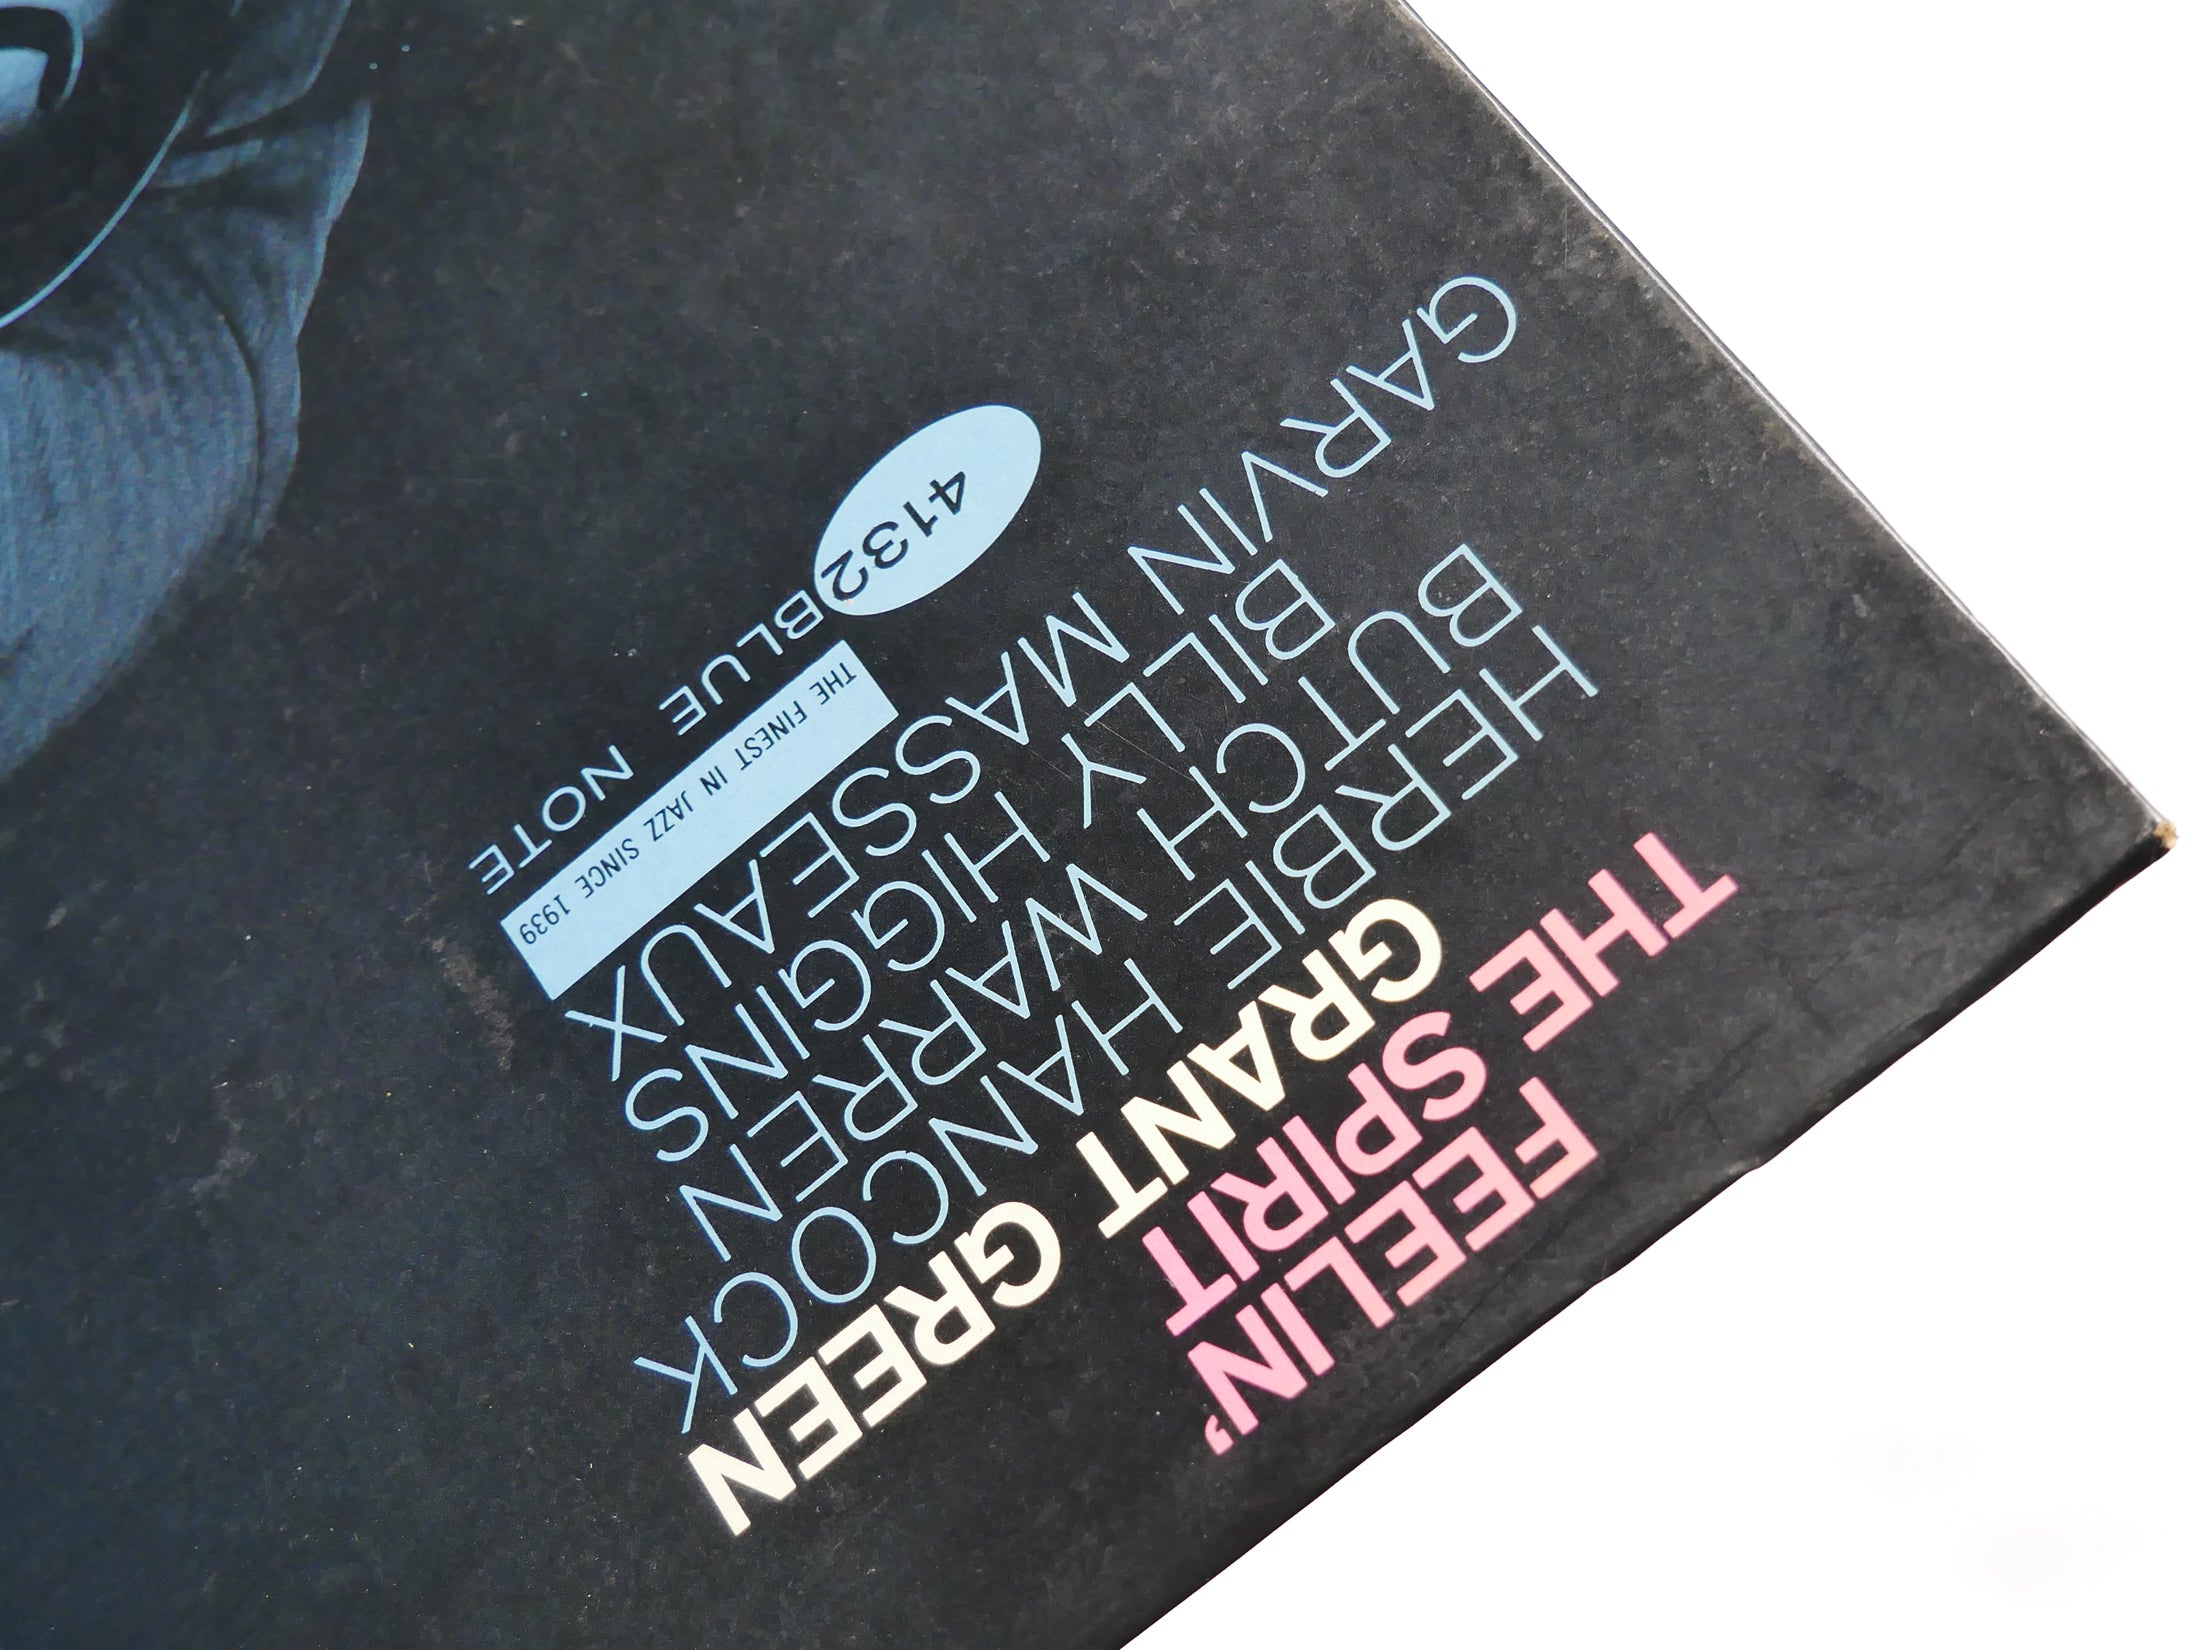 FEELIN'
THE SPIRIT
GRANT GREEN
HERBIE HANCOCK
BUTCH WARREN
BILLY HIGGINS
GARVIN MASSEAUX
THE FINEST IN JAZZ SINCE 1939
4132 BLUE NOTE